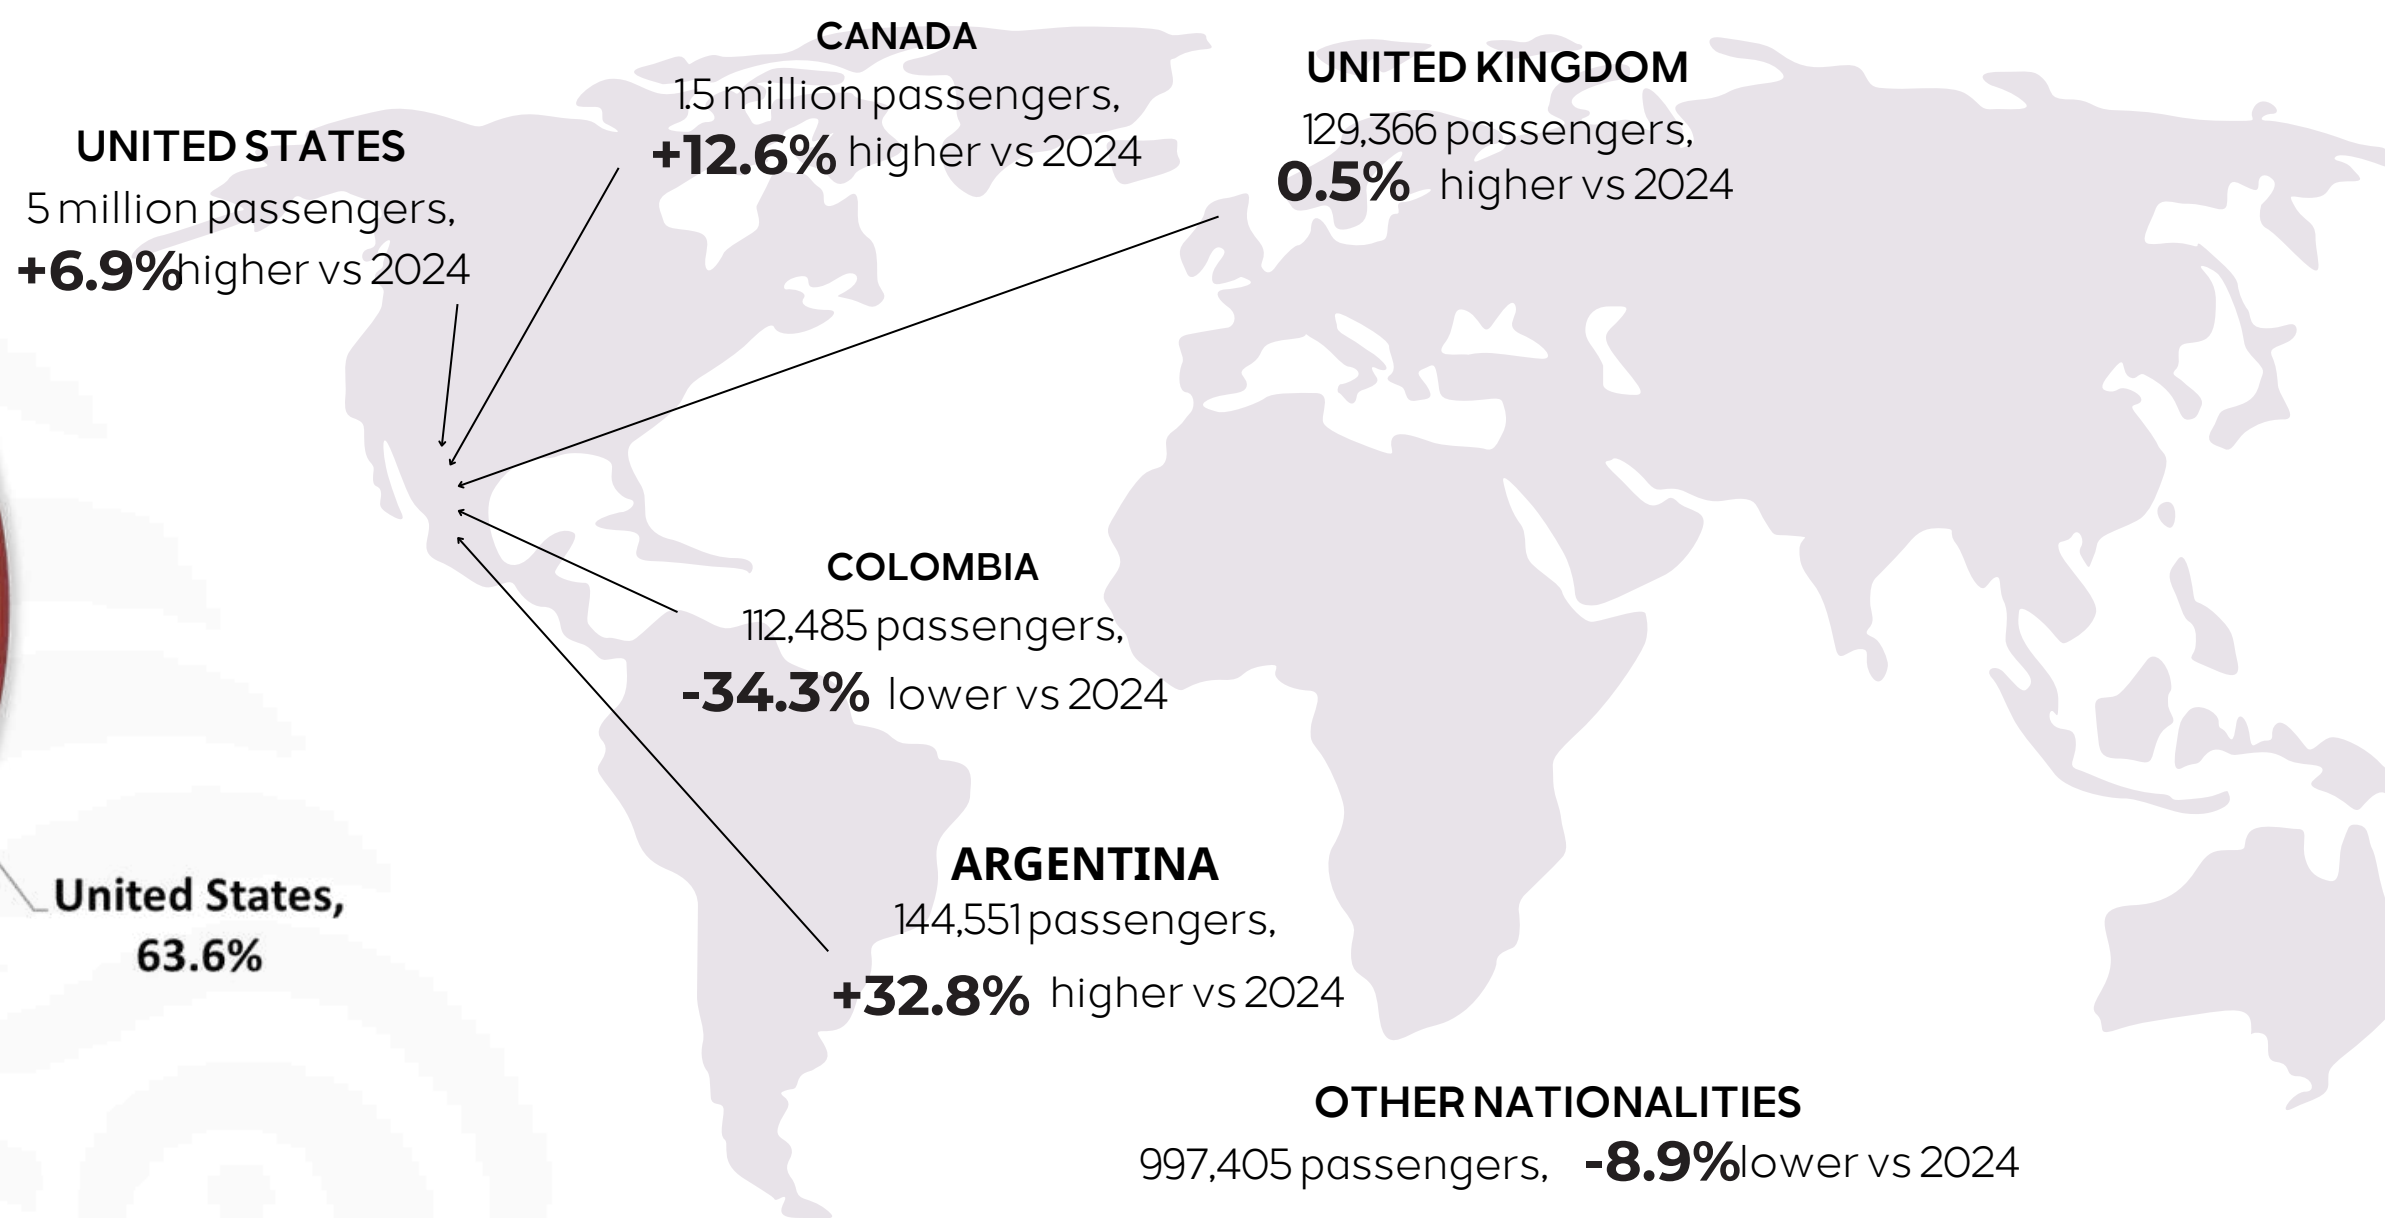 CANADA
1.5 million passengers,
+12.6% higher vs 2024
UNITED KINGDOM
129,366 passengers,
0.5% higher vs 2024
UNITED STATES
5 million passengers,
+6.9% higher vs 2024
COLOMBIA
112,485 passengers,
-34.3% lower vs 2024
ARGENTINA
144,551 passengers,
+32.8% higher vs 2024
United States,
63.6%
OTHER NATIONALITIES
997,405 passengers, -8.9% lower vs 2024